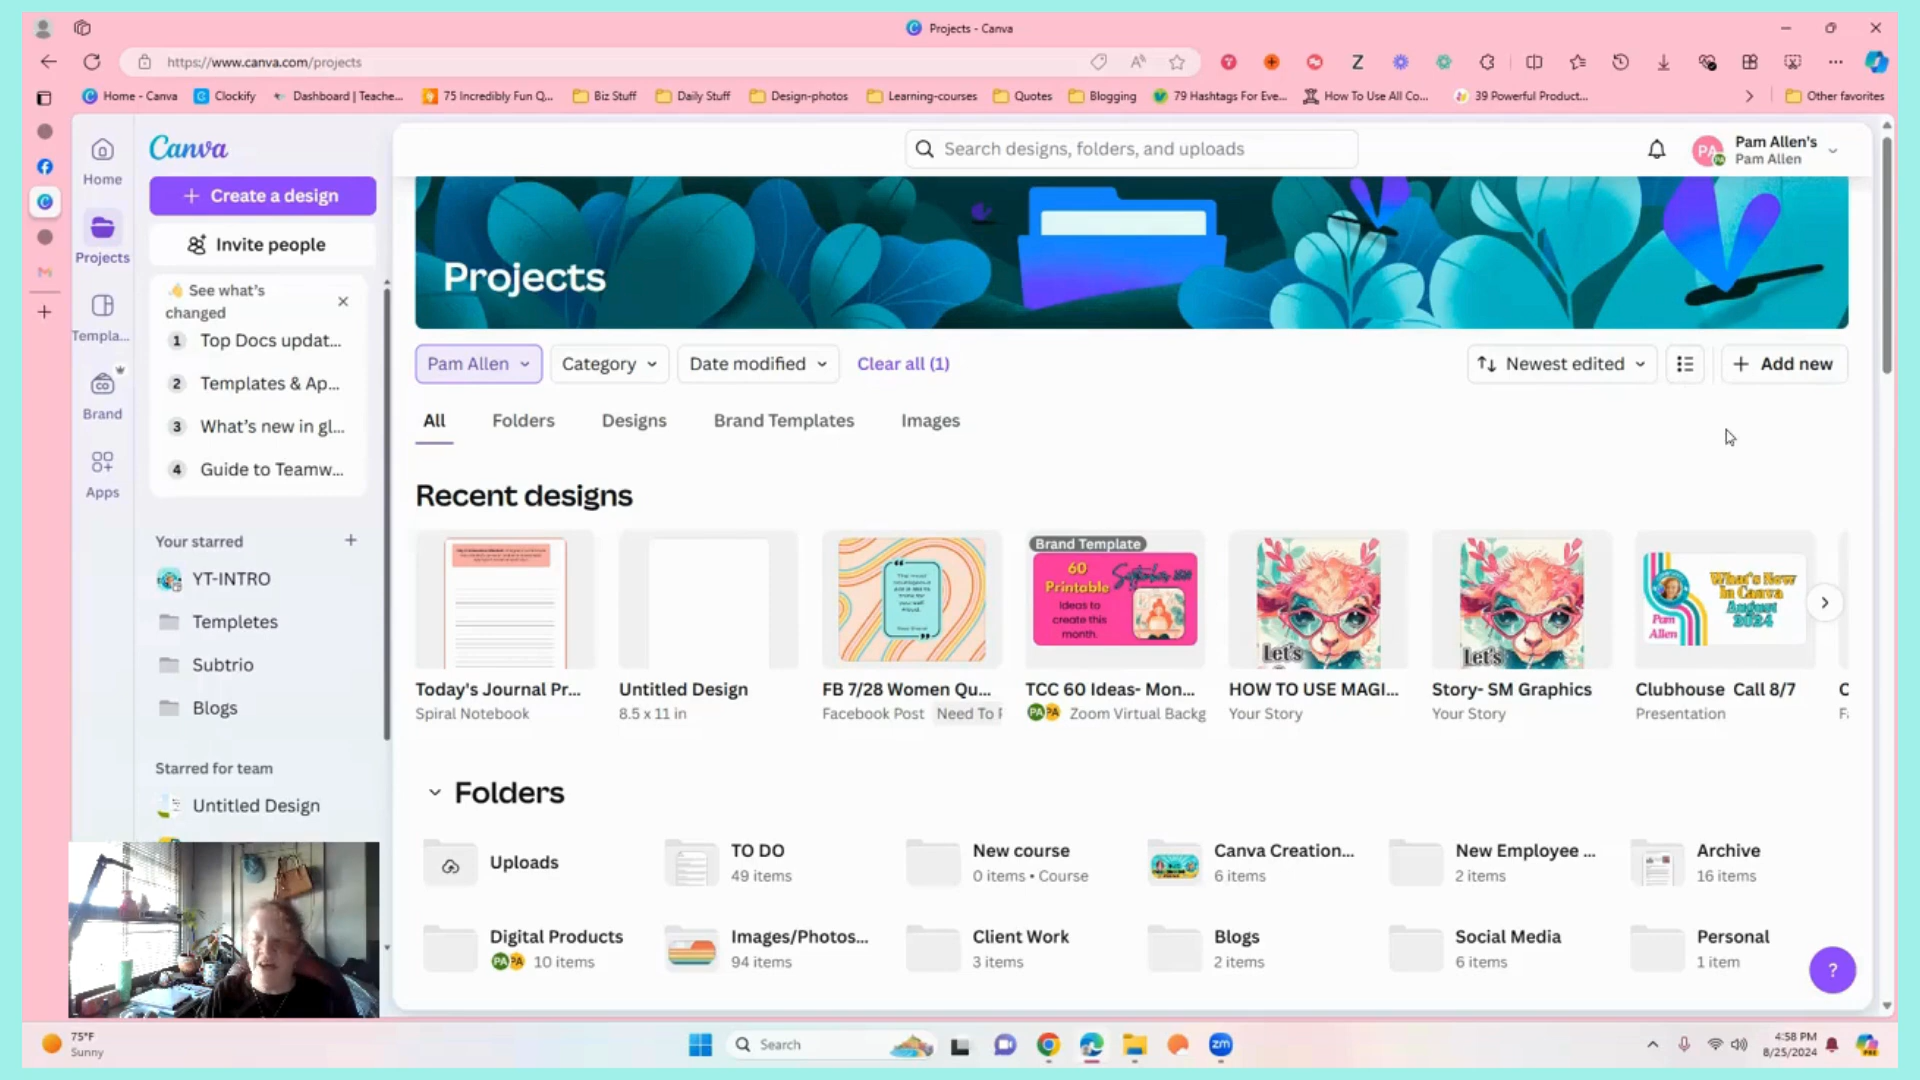 Projects - Canva
https://www.canva.com/projects
Home - Canva
Clockify
Dashboard | Teache...
75 Incredibly Fun Q...
Biz Stuff
Daily Stuff
Design-photos
Learning-courses
Quotes
Blogging
79 Hashtags For Eve...
How To Use All Co...
39 Powerful Product...
Other favorites
Home
Projects
Templa...
Brand
Apps
Canva
+ Create a design
Invite people
See what's
changed
1 Top Docs updat...
2 Templates & Ap...
3 What's new in gl...
4 Guide to Teamw...
Your starred
YT-INTRO
Templetes
Subtrio
Blogs
Starred for team
Untitled Design
Search designs, folders, and uploads
PA
Pam Allen's
Pam Allen
Projects
Pam Allen
Category
Date modified
Clear all (1)
Newest edited
+ Add new
All
Folders
Designs
Brand Templates
Images
Recent designs
Brand Template
60
Printable
Ideas to
create this
month.
September 2024
Let's
Let's
What's New
In Canva
August
2024
Pam
Allen
Today's Journal Pr...
Spiral Notebook
Untitled Design
8.5 x 11 in
FB 7/28 Women Qu...
Facebook Post Need To P
TCC 60 Ideas- Mon...
PA PA Zoom Virtual Backg
HOW TO USE MAGI...
Your Story
Story- SM Graphics
Your Story
Clubhouse Call 8/7
Presentation
Folders
Uploads
TO DO
49 items
New course
0 items • Course
Canva Creation...
6 items
New Employee ...
2 items
Archive
16 items
Digital Products
PA PA 10 items
Images/Photos...
94 items
Client Work
3 items
Blogs
2 items
Social Media
6 items
Personal
1 item
?
75°F
Sunny
Search
zm
4:58 PM
8/25/2024